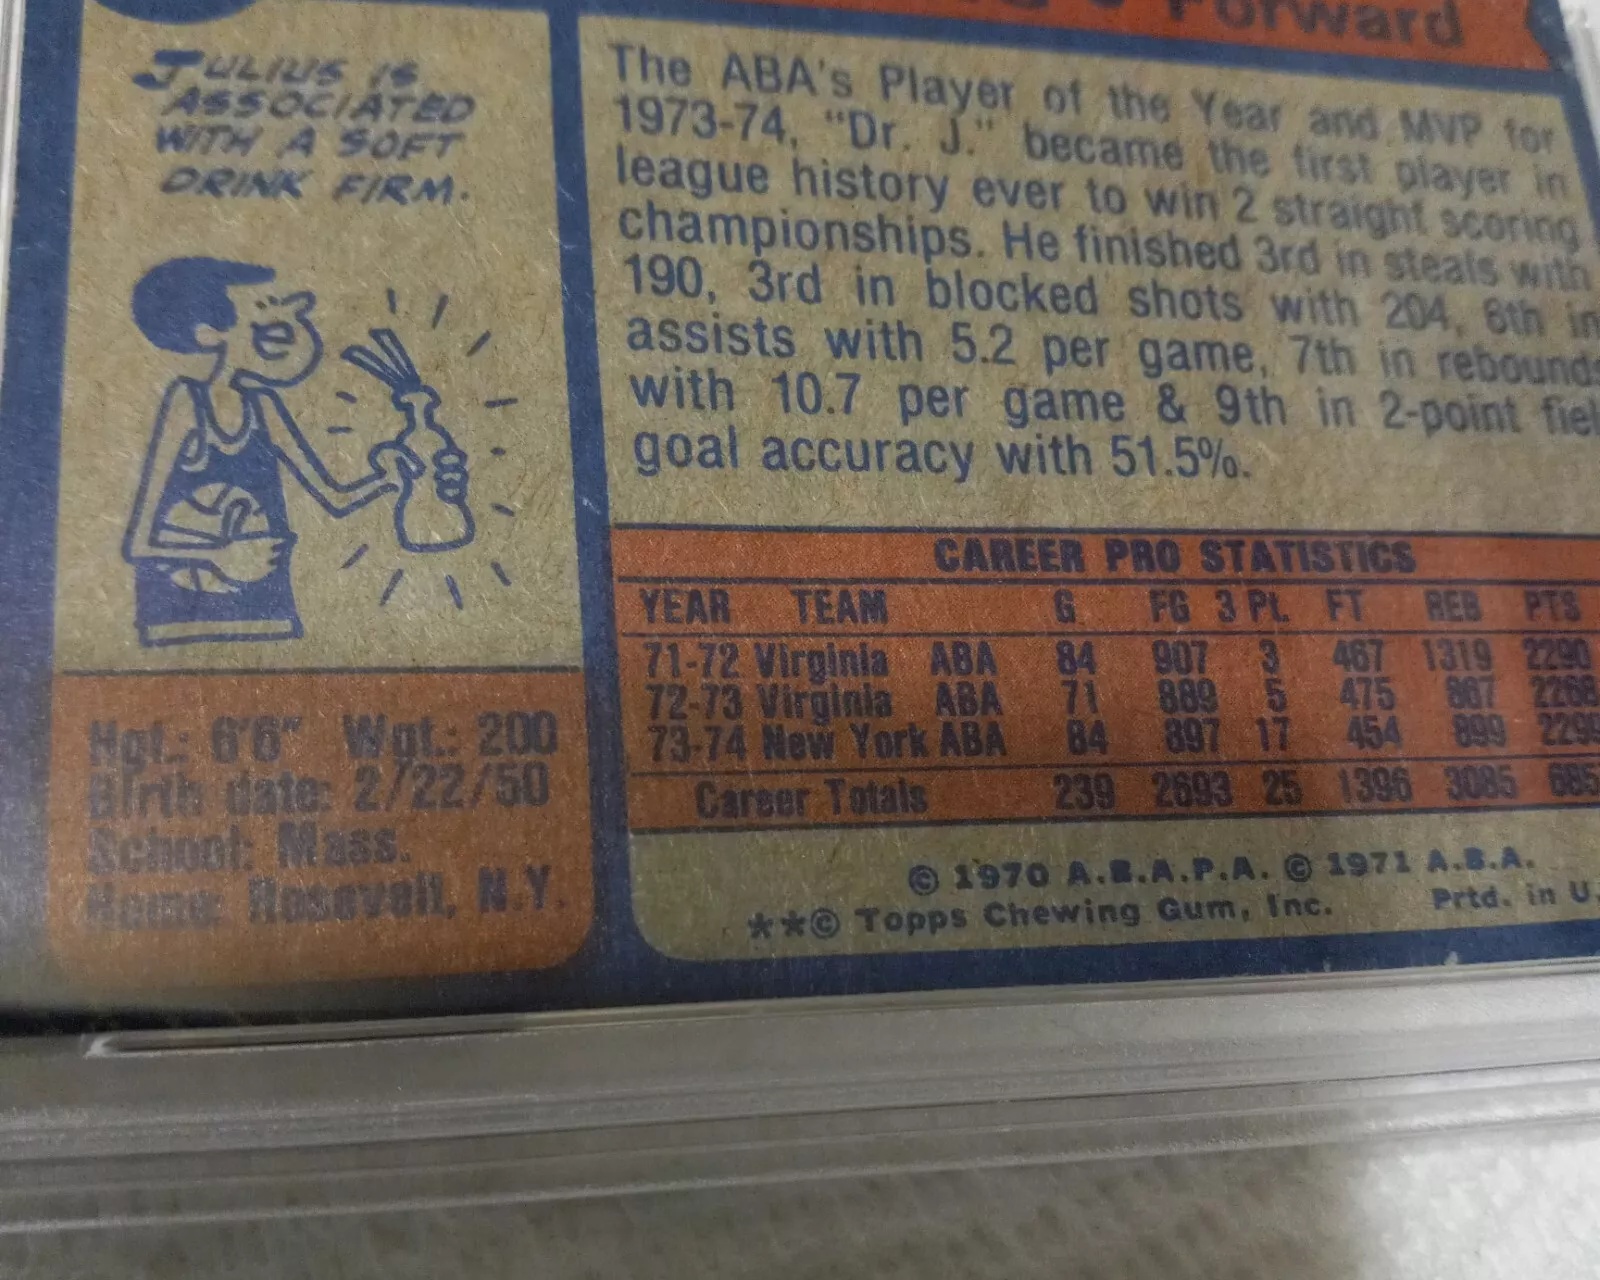 Forward
JULIUS IS
ASSOCIATED
WITH A SOFT
DRINK FIRM.
The ABA's Player of the Year and MVP for
1973-74, "Dr. J." became the first player in
league history ever to win 2 straight scoring
championships. He finished 3rd in steals with
190, 3rd in blocked shots with 204, 6th in
assists with 5.2 per game, 7th in rebounds
with 10.7 per game & 9th in 2-point fiel
goal accuracy with 51.5%.
Hgt.: 6'6" Wgt.: 200
Birth date: 2/22/50
School: Mass.
Home: Roosevelt, N.Y.
CAREER PRO STATISTICS
YEAR TEAM G FG 3 Pt. FT REB PTS
71-72 Virginia ABA 84 907 3 467 1319 2290
72-73 Virginia ABA 71 889 5 475 867 2268
73-74 New York ABA 84 897 17 454 899 2299
Career Totals 239 2693 25 1396 3085 685
© 1970 A.B.A.P.A. © 1971 A.B.A.
**© Topps Chewing Gum, Inc. Prtd. in U.